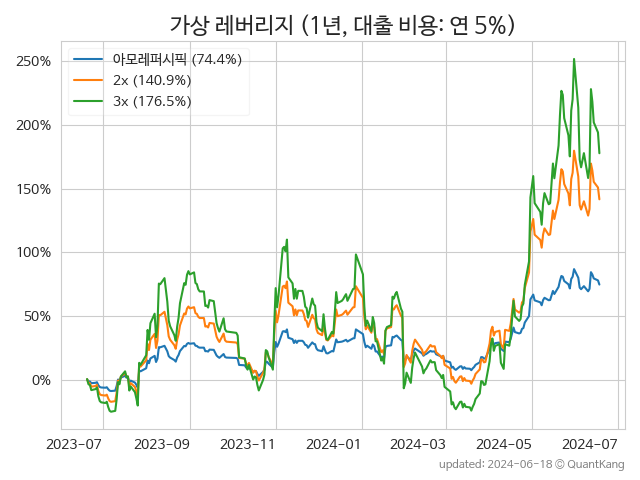 가상 레버리지 (1년, 대출 비용: 연 5%)
아모레퍼시픽 (74.4%)
2x (140.9%)
3x (176.5%)
250%
200%
150%
100%
50%
0%
2023-07 2023-09 2023-11 2024-01 2024-03 2024-05 2024-07
updated: 2024-06-18 © QuantKang